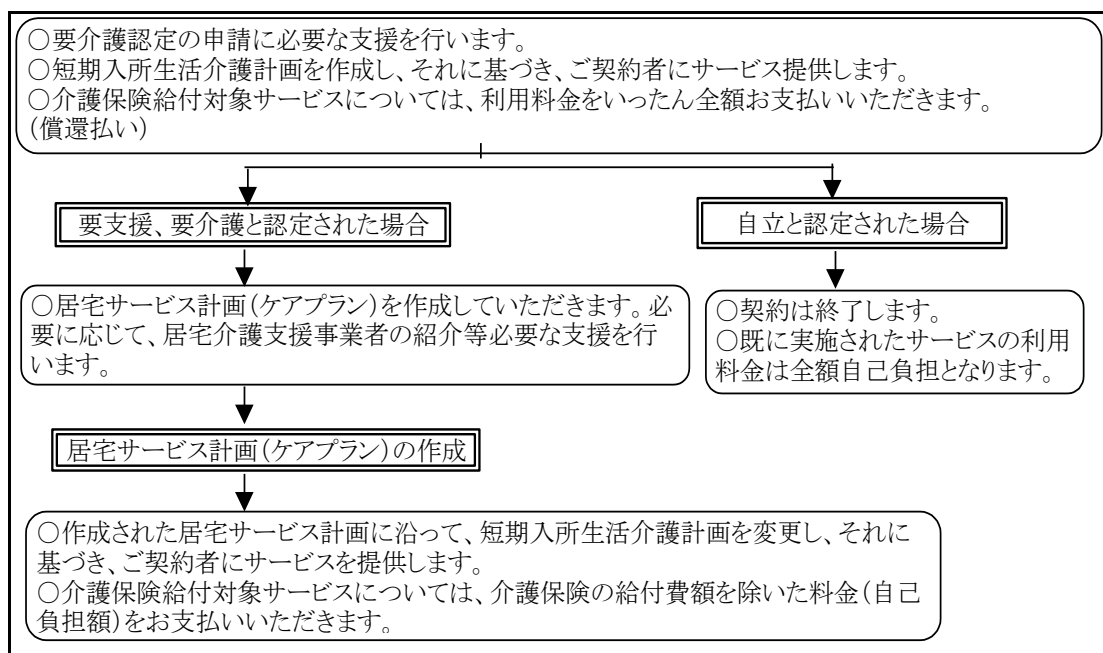 ○要介護認定の申請に必要な支援を行います。
○短期入所生活介護計画を作成し、それに基づき、ご契約者にサービス提供します。
○介護保険給付対象サービスについては、利用料金をいったん全額お支払いいただきます。
(償還払い)
要支援、要介護と認定された場合
自立と認定された場合
○居宅サービス計画(ケアプラン)を作成していただきます。必
要に応じて、居宅介護支援事業者の紹介等必要な支援を行
います。
○契約は終了します。
○既に実施されたサービスの利用
料金は全額自己負担となります。
居宅サービス計画(ケアプラン)の作成
○作成された居宅サービス計画に沿って、短期入所生活介護計画を変更し、それに
基づき、ご契約者にサービスを提供します。
○介護保険給付対象サービスについては、介護保険の給付費額を除いた料金(自己
負担額)をお支払いいただきます。